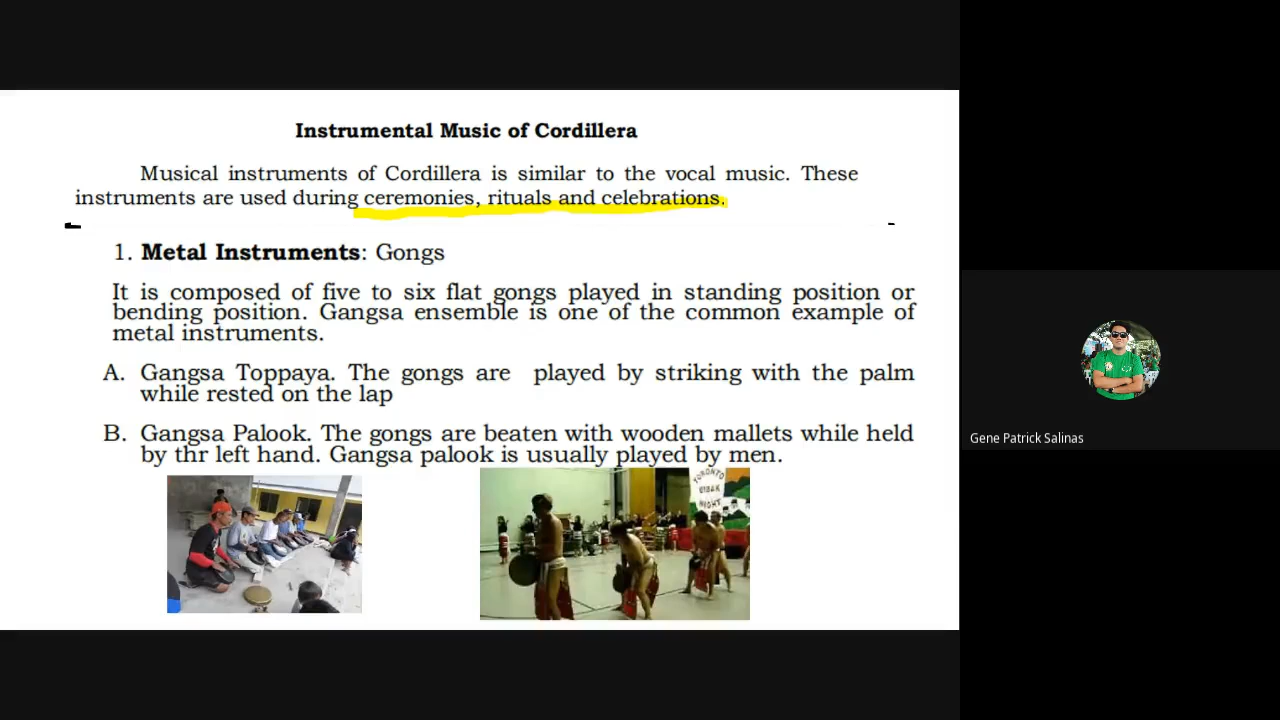 Instrumental Music of Cordillera
Musical instruments of Cordillera is similar to the vocal music. These
instruments are used during ceremonies, rituals and celebrations.
1. Metal Instruments: Gongs
It is composed of five to six flat gongs played in standing position or
bending position. Gangsa ensemble is one of the common example of
metal instruments.
A. Gangsa Toppaya. The gongs are played by striking with the palm
while rested on the lap
B. Gangsa Palook. The gongs are beaten with wooden mallets while held
by thr left hand. Gangsa palook is usually played by men.
TORONTO
BIBAK
NIGHT
Gene Patrick Salinas